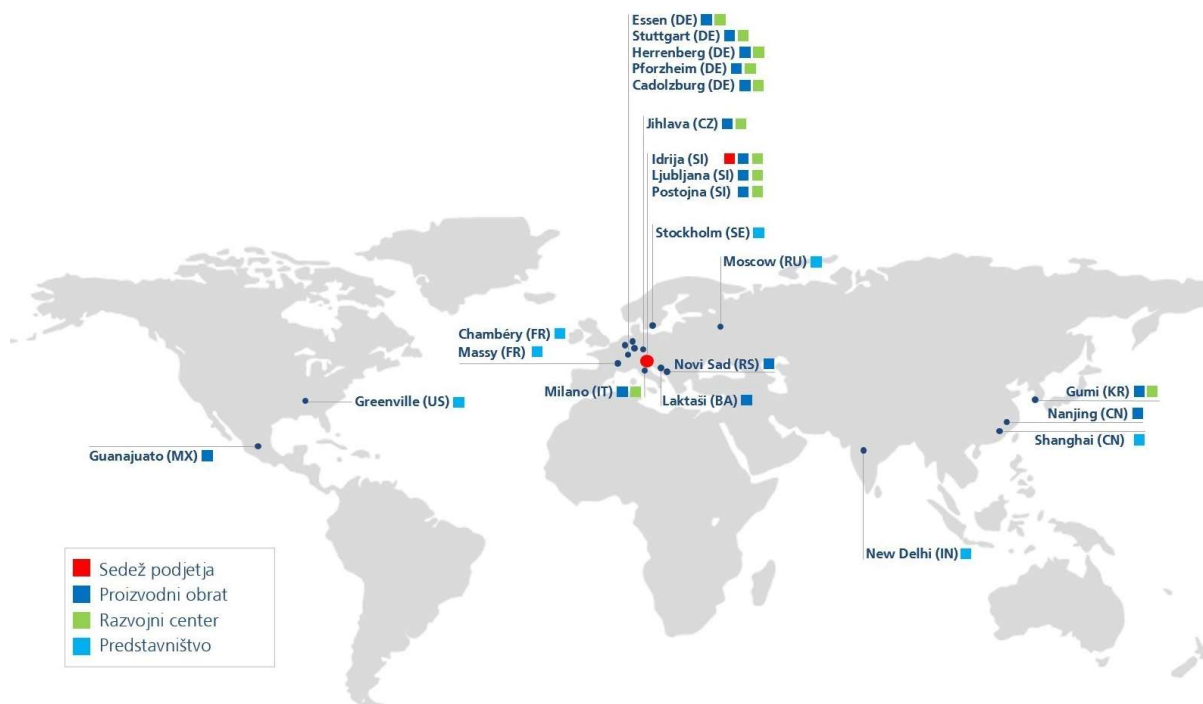 Essen (DE)
Stuttgart (DE)
Herrenberg (DE)
Pforzheim (DE)
Cadolzburg (DE)
Jihlava (CZ)
Idrija (SI)
Ljubljana (SI)
Postojna (SI)
Stockholm (SE)
Moscow (RU)
Chambéry (FR)
Massy (FR)
Novi Sad (RS)
Milano (IT)
Laktaši (BA)
Greenville (US)
Guanajuato (MX)
Gumi (KR)
Nanjing (CN)
Shanghai (CN)
New Delhi (IN)
Sedež podjetja
Proizvodni obrat
Razvojni center
Predstavništvo